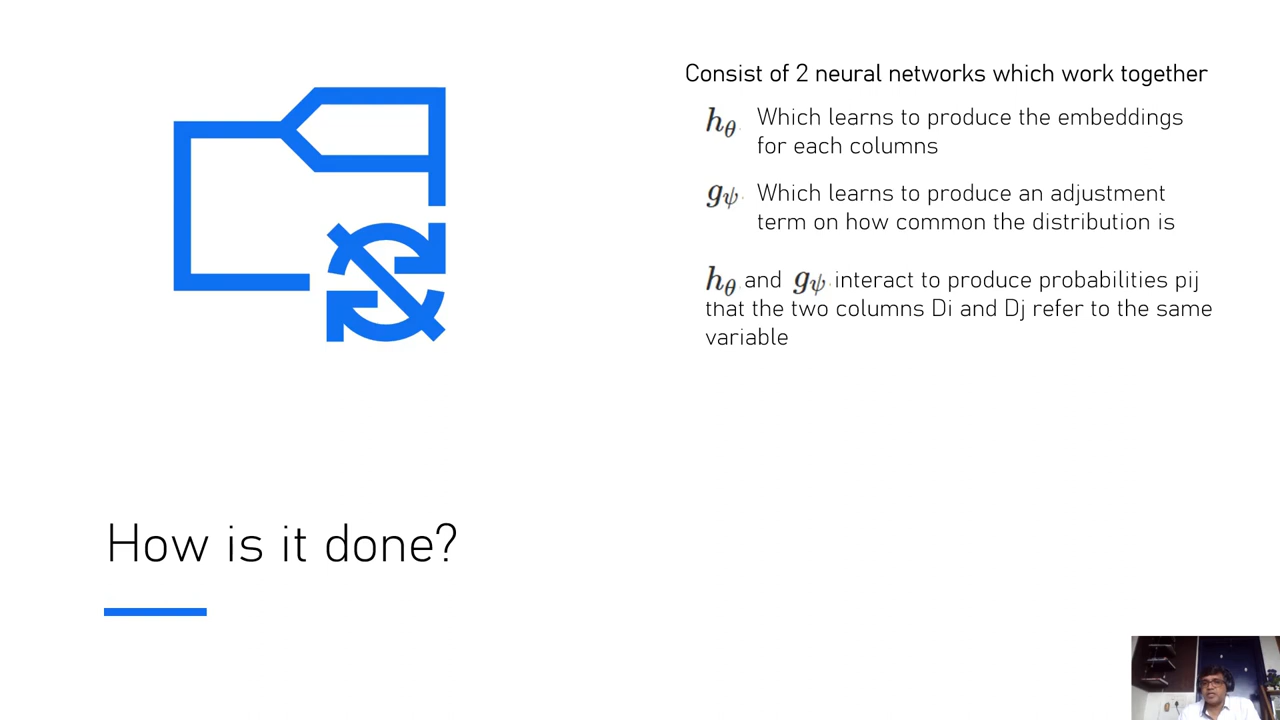 Consist of 2 neural networks which work together
hθ Which learns to produce the embeddings
for each columns
gψ Which learns to produce an adjustment
term on how common the distribution is
hθ and gψ interact to produce probabilities pij
that the two columns Di and Dj refer to the same
variable
How is it done?